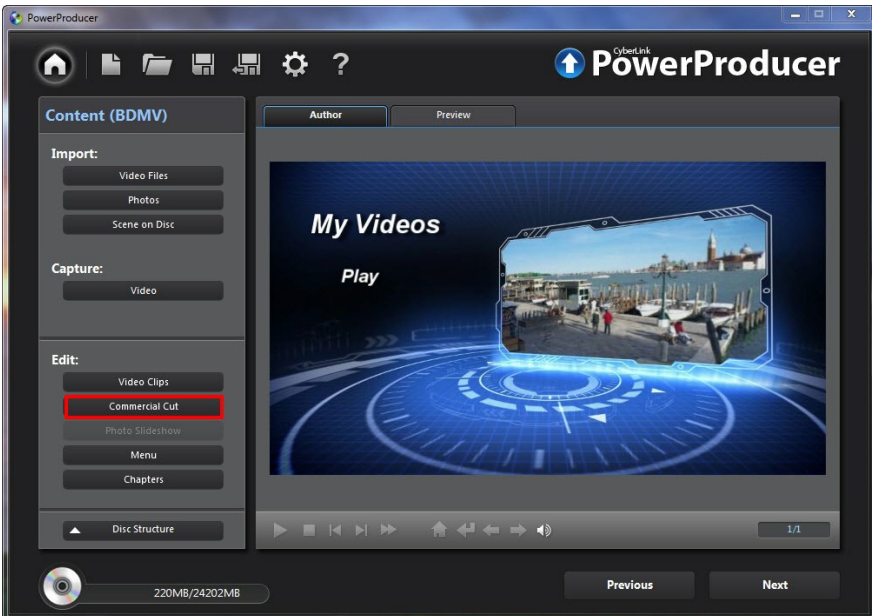 PowerProducer
?
CyberLink
PowerProducer
Content (BDMV)
Author
Preview
Import:
Video Files
Photos
Scene on Disc
Capture:
Video
Edit:
Video Clips
Commercial Cut
Photo Slideshow
Menu
Chapters
Disc Structure
My Videos
Play
1/1
220MB/24202MB
Previous
Next